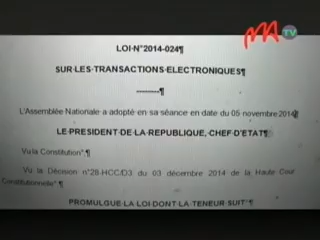 MA TV
LOI·N°2014-024¶
SUR·LES·TRANSACTIONS·ELECTRONIQUES¶
----------¶
L'Assemblée Nationale a adopté en sa séance en date du 05 novembre 2014¶
LE·PRESIDENT·DE·LA·REPUBLIQUE,·CHEF·D'ETAT¶
Vu la Constitution¶
Vu la Décision n°28-HCC/D3 du 03 décembre 2014 de la Haute Cour
Constitutionnelle¶
PROMULGUE·LA·LOI·DONT·LA·TENEUR·SUIT¶